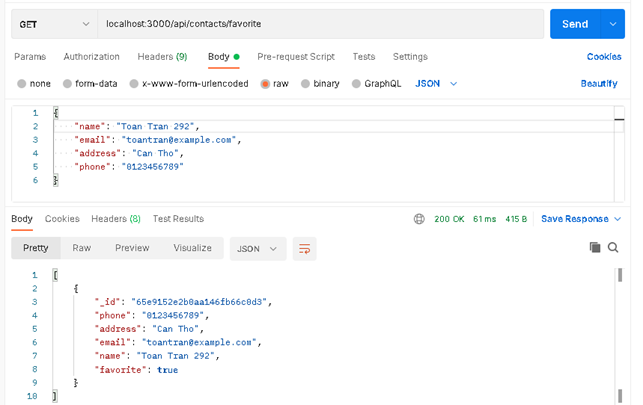 GET localhost:3000/api/contacts/favorite Send
Params Authorization Headers (9) Body Pre-request Script Tests Settings Cookies
none form-data x-www-form-urlencoded raw binary GraphQL JSON Beautify
1 {
2 "name": "Toan Tran 292",
3 "email": "toantran@example.com",
4 "address": "Can Tho",
5 "phone": "0123456789"
6 }
Body Cookies Headers (8) Test Results 200 OK 61 ms 415 B Save Response
Pretty Raw Preview Visualize JSON
1 [
2 {
3 "_id": "65e9152e2b0aa146fb66c0d3",
4 "phone": "0123456789",
5 "address": "Can Tho",
6 "email": "toantran@example.com",
7 "name": "Toan Tran 292",
8 "favorite": true
9 }
10 ]